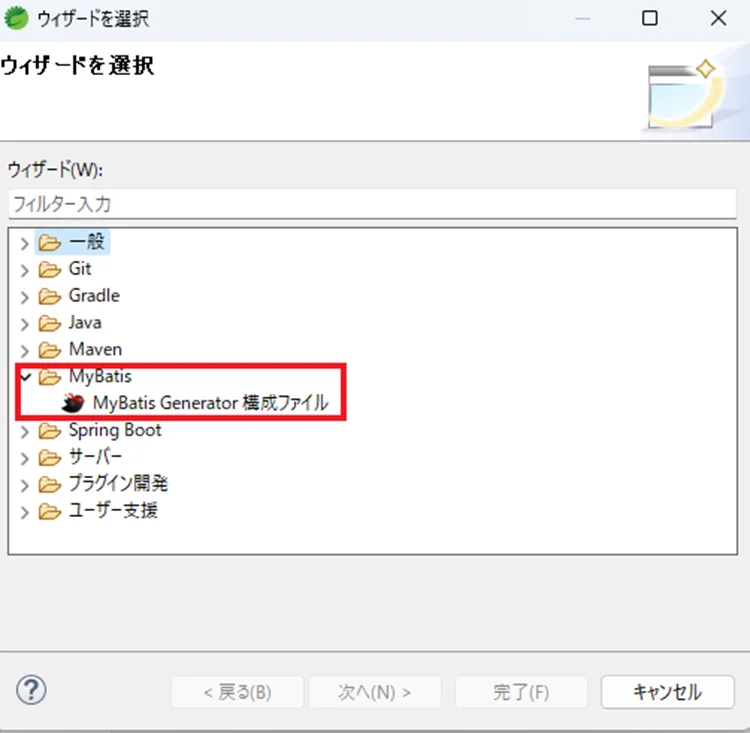 ウィザードを選択
ウィザードを選択
ウィザード(W):
フィルター入力
一般
Git
Gradle
Java
Maven
MyBatis
MyBatis Generator 構成ファイル
Spring Boot
サーバー
プラグイン開発
ユーザー支援
?
< 戻る(B) 次へ(N) > 完了(F) キャンセル